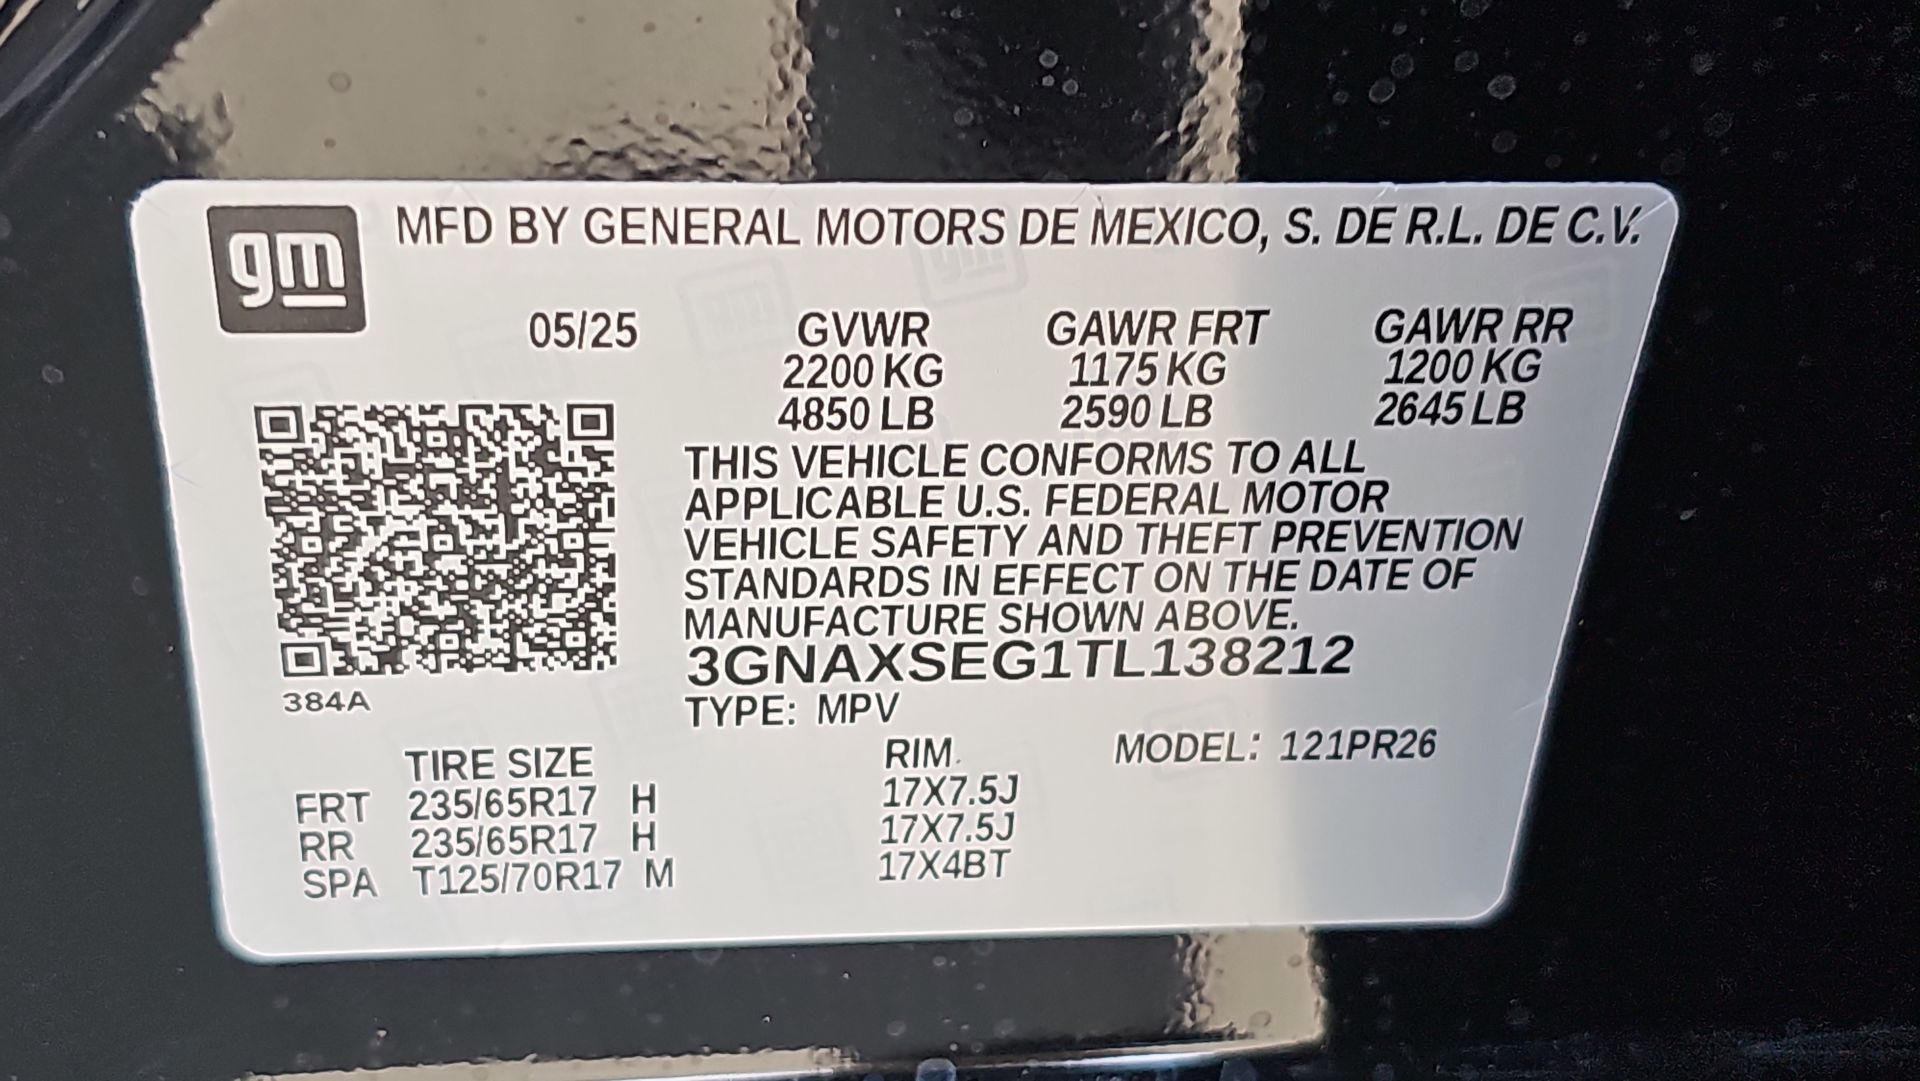 gm
MFD BY GENERAL MOTORS DE MEXICO, S. DE R.L. DE C.V.
05/25 GVWR GAWR FRT GAWR RR
2200 KG 1175 KG 1200 KG
4850 LB 2590 LB 2645 LB
THIS VEHICLE CONFORMS TO ALL
APPLICABLE U.S. FEDERAL MOTOR
VEHICLE SAFETY AND THEFT PREVENTION
STANDARDS IN EFFECT ON THE DATE OF
MANUFACTURE SHOWN ABOVE.
3GNAXSEG1TL138212
384A
TYPE: MPV
TIRE SIZE RIM MODEL: 121PR26
FRT 235/65R17 H 17X7.5J
RR 235/65R17 H 17X7.5J
SPA T125/70R17 M 17X4BT